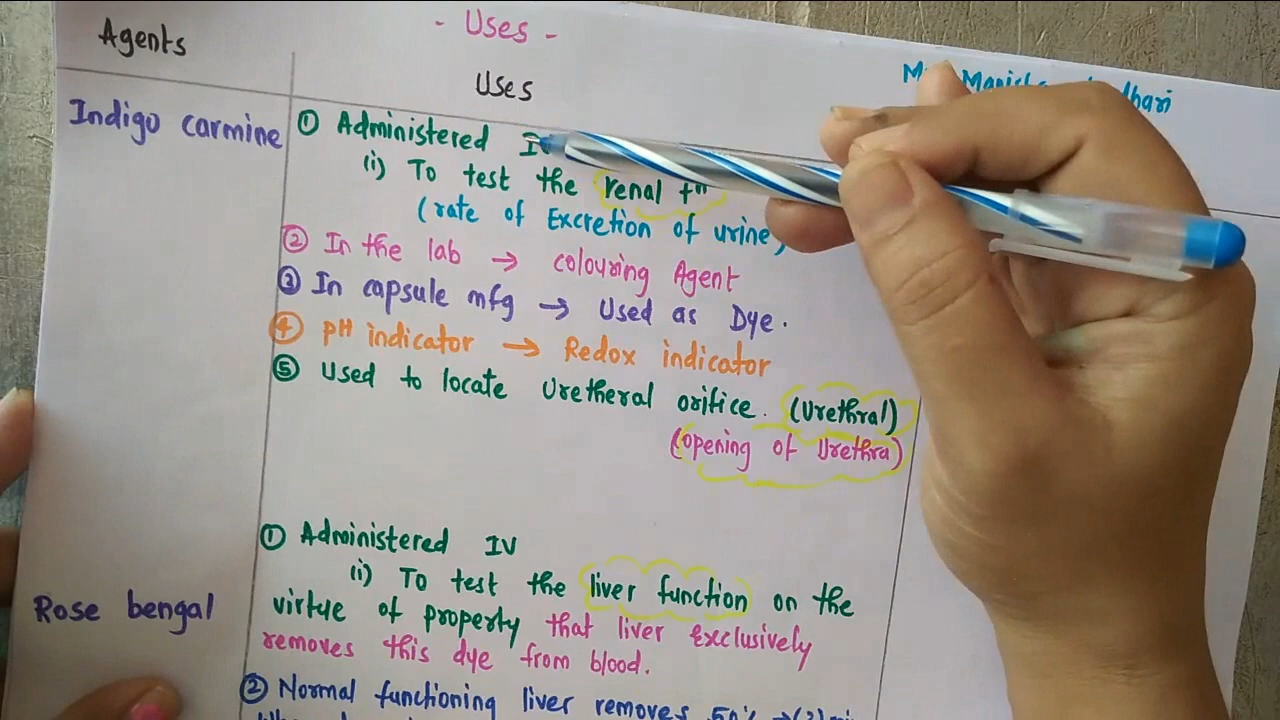 Agents
- Uses -
Uses
Indigo carmine
① Administered
(i) To test the renal fⁿ
(rate of Excretion of urine)
② In the lab → colouring Agent
③ In capsule mfg → Used as Dye.
④ pH indicator → Redox indicator
⑤ Used to locate Uretheral orifice. (Urethral)
(opening of Urethra)
Rose bengal
① Administered IV
(i) To test the liver function on the
virtue of property that liver exclusively
removes this dye from blood.
② Normal functioning liver removes 50%